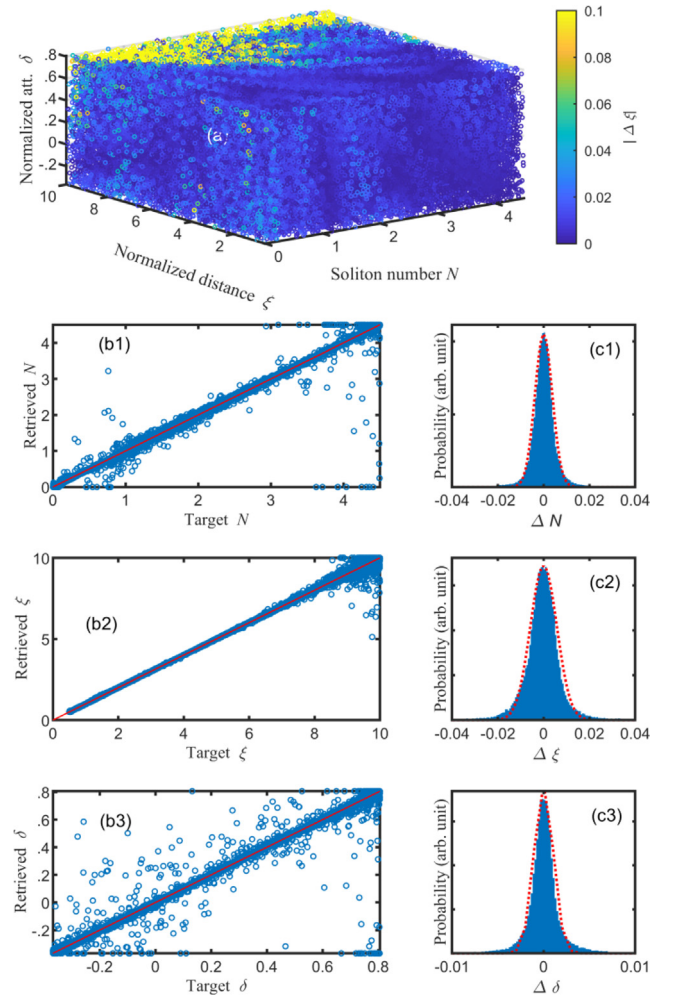 0.1
0.08
0.06
0.04
0.02
0
| Δ ξ|
.8
.6
.4
.2
0
-.2
Normalized att. δ
(a)
10
8
6
4
2
Normalized distance ξ
0
1
2
3
4
Soliton number N
(b1)
4
3
2
1
0
Retrieved N
0
1
2
3
4
Target N
(c1)
Probability (arb. unit)
-0.04
-0.02
0
0.02
0.04
Δ N
(b2)
10
5
0
Retrieved ξ
0
2
4
6
8
10
Target ξ
(c2)
Probability (arb. unit)
-0.04
-0.02
0
0.02
0.04
Δ ξ
(b3)
.8
.6
.4
.2
0
-.2
Retrieved δ
-0.2
0
0.2
0.4
0.6
0.8
Target δ
(c3)
Probability (arb. unit)
-0.01
0
0.01
Δ δ